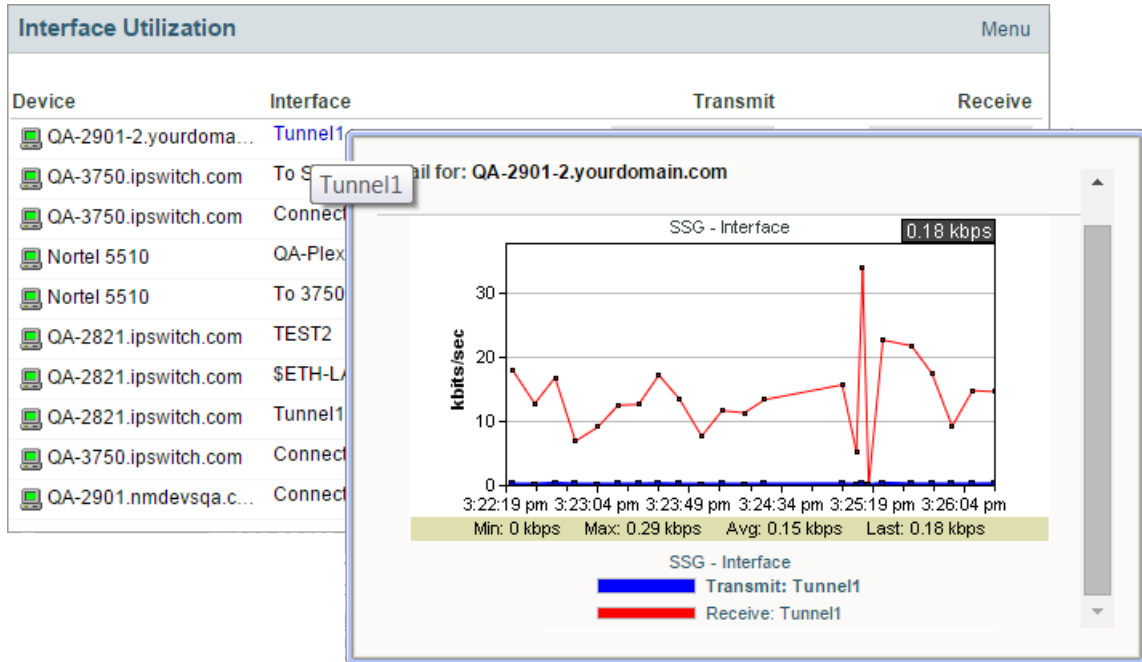 Interface Utilization Menu
Device Interface Transmit Receive
QA-2901-2.yourdoma... Tunnel1
QA-3750.ipswitch.com To S
QA-3750.ipswitch.com Connect
Nortel 5510 QA-Plex
Nortel 5510 To 3750
QA-2821.ipswitch.com TEST2
QA-2821.ipswitch.com $ETH-LA
QA-2821.ipswitch.com Tunnel1
QA-3750.ipswitch.com Connect
QA-2901.nmdevsqa.c... Connect
Tunnel1
ail for: QA-2901-2.yourdomain.com
SSG - Interface
0.18 kbps
kbits/sec
30
20
10
0
3:22:19 pm 3:23:04 pm 3:23:49 pm 3:24:34 pm 3:25:19 pm 3:26:04 pm
Min: 0 kbps Max: 0.29 kbps Avg: 0.15 kbps Last: 0.18 kbps
SSG - Interface
Transmit: Tunnel1
Receive: Tunnel1